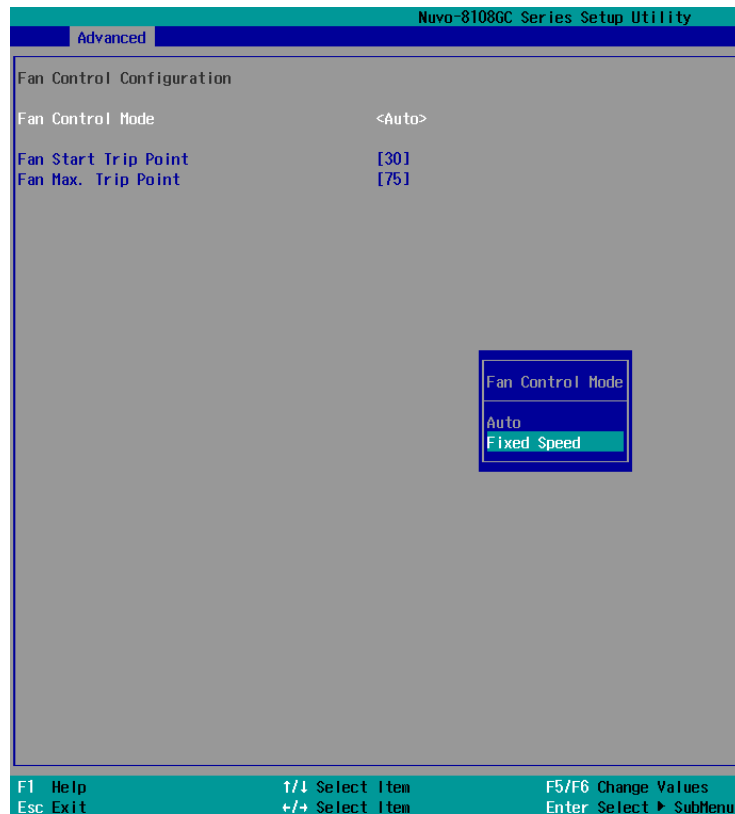 Nuvo-8108GC Series Setup Utility
Advanced
Fan Control Configuration
Fan Control Mode <Auto>
Fan Start Trip Point [30]
Fan Max. Trip Point [75]
Fan Control Mode
Auto
Fixed Speed
F1 Help ↑/↓ Select Item F5/F6 Change Values
Esc Exit ←/→ Select Item Enter Select ▶ SubMenu